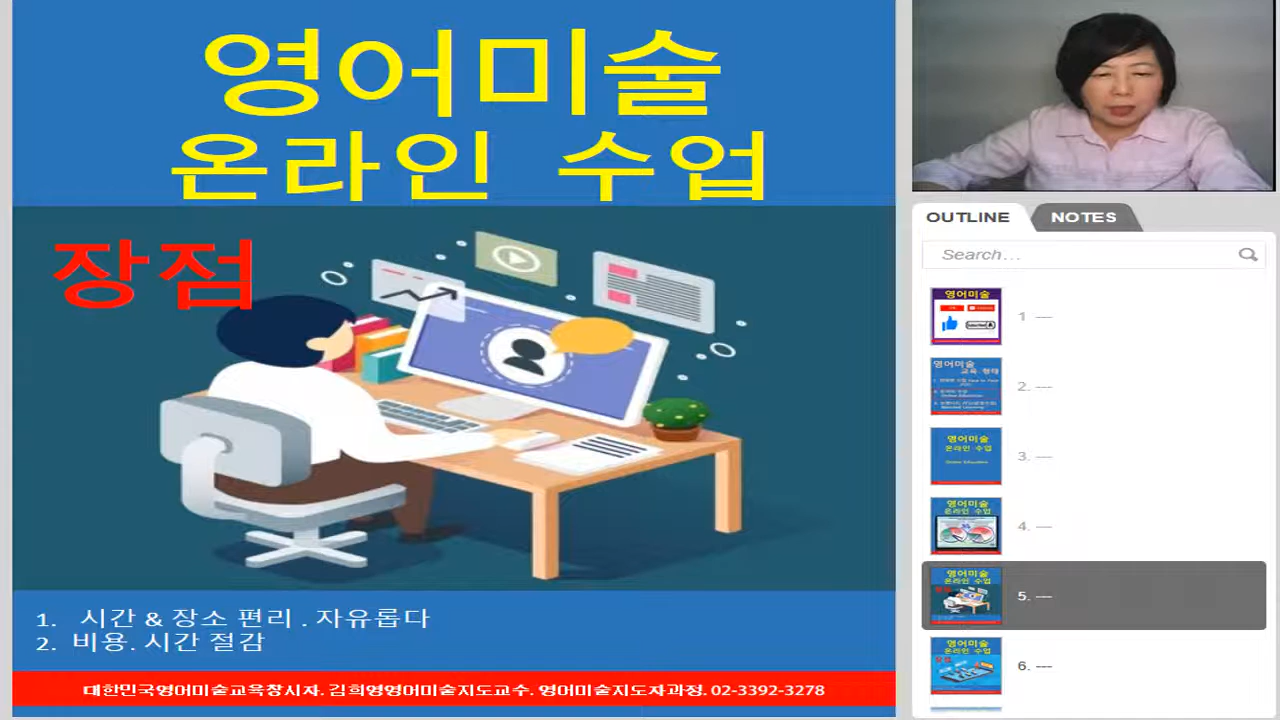 영어미술
온라인 수업
장점
1. 시간 & 장소 편리 . 자유롭다
2. 비용. 시간 절감
대한민국영어미술교육창시자. 김희영영어미술지도교수. 영어미술지도자과정. 02-3392-3278
OUTLINE
NOTES
Search...
영어미술
1 ---
영어미술
교육 형태
2. ---
영어미술
온라인 수업
3. ---
영어미술
온라인 수업
4. ---
영어미술
온라인 수업
5. ---
영어미술
온라인 수업
6. ---